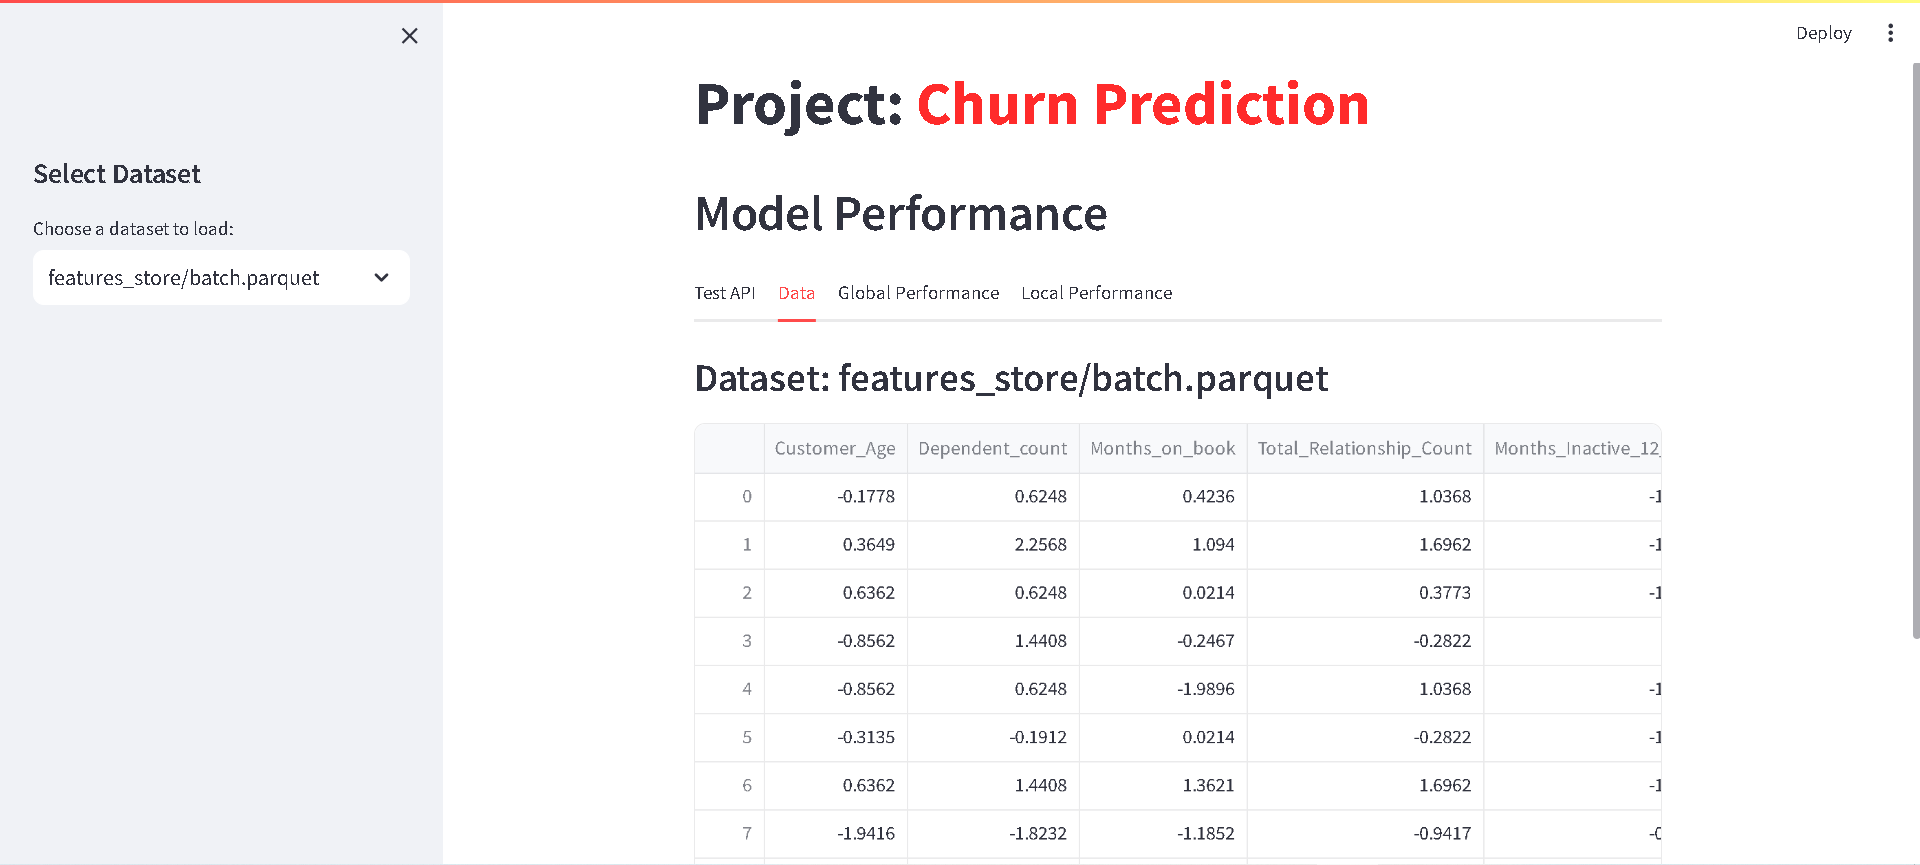 Deploy
Select Dataset
Choose a dataset to load:
features_store/batch.parquet
Project: Churn Prediction
Model Performance
Test API Data Global Performance Local Performance
Dataset: features_store/batch.parquet
Customer_Age Dependent_count Months_on_book Total_Relationship_Count Months_Inactive_12_
0 -0.1778 0.6248 0.4236 1.0368 -1
1 0.3649 2.2568 1.094 1.6962 -1
2 0.6362 0.6248 0.0214 0.3773 -1
3 -0.8562 1.4408 -0.2467 -0.2822
4 -0.8562 0.6248 -1.9896 1.0368 -1
5 -0.3135 -0.1912 0.0214 -0.2822 -1
6 0.6362 1.4408 1.3621 1.6962 -1
7 -1.9416 -1.8232 -1.1852 -0.9417 -0